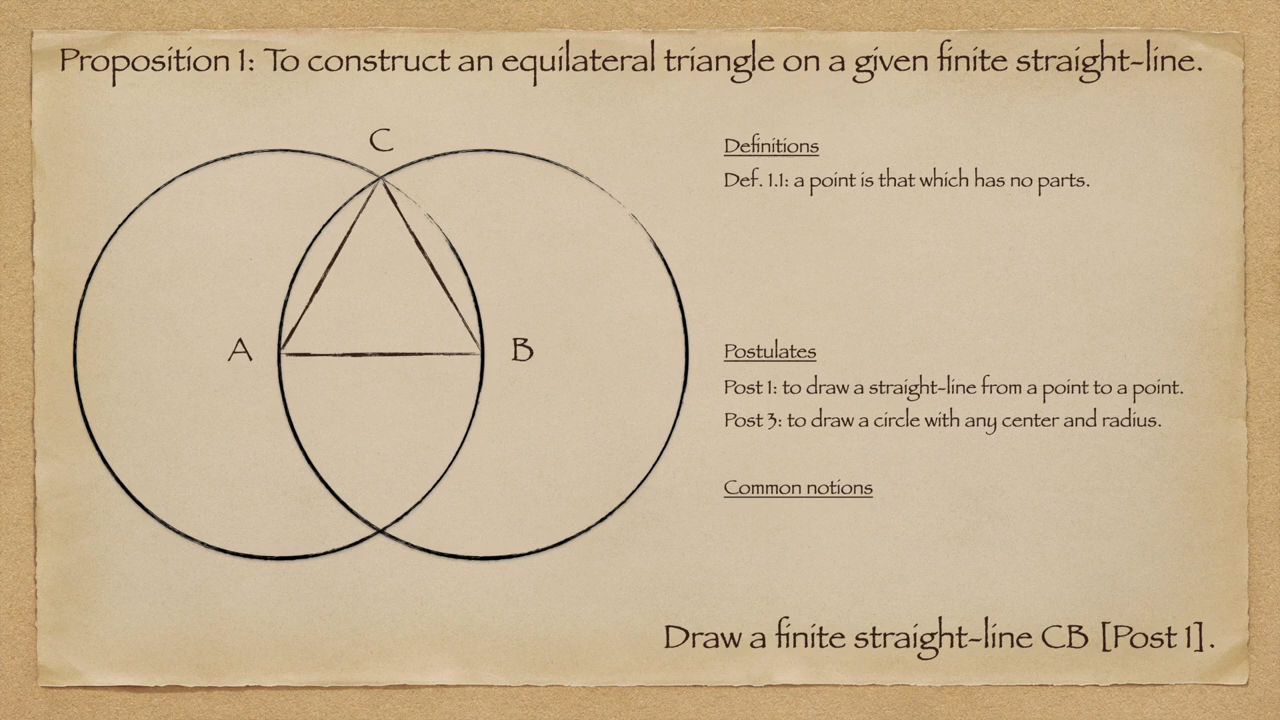 Proposition 1: To construct an equilateral triangle on a given finite straight-line.
C
A
B
Definitions
Def. 1.1: a point is that which has no parts.
Postulates
Post 1: to draw a straight-line from a point to a point.
Post 3: to draw a circle with any center and radius.
Common notions
Draw a finite straight-line CB [Post 1].